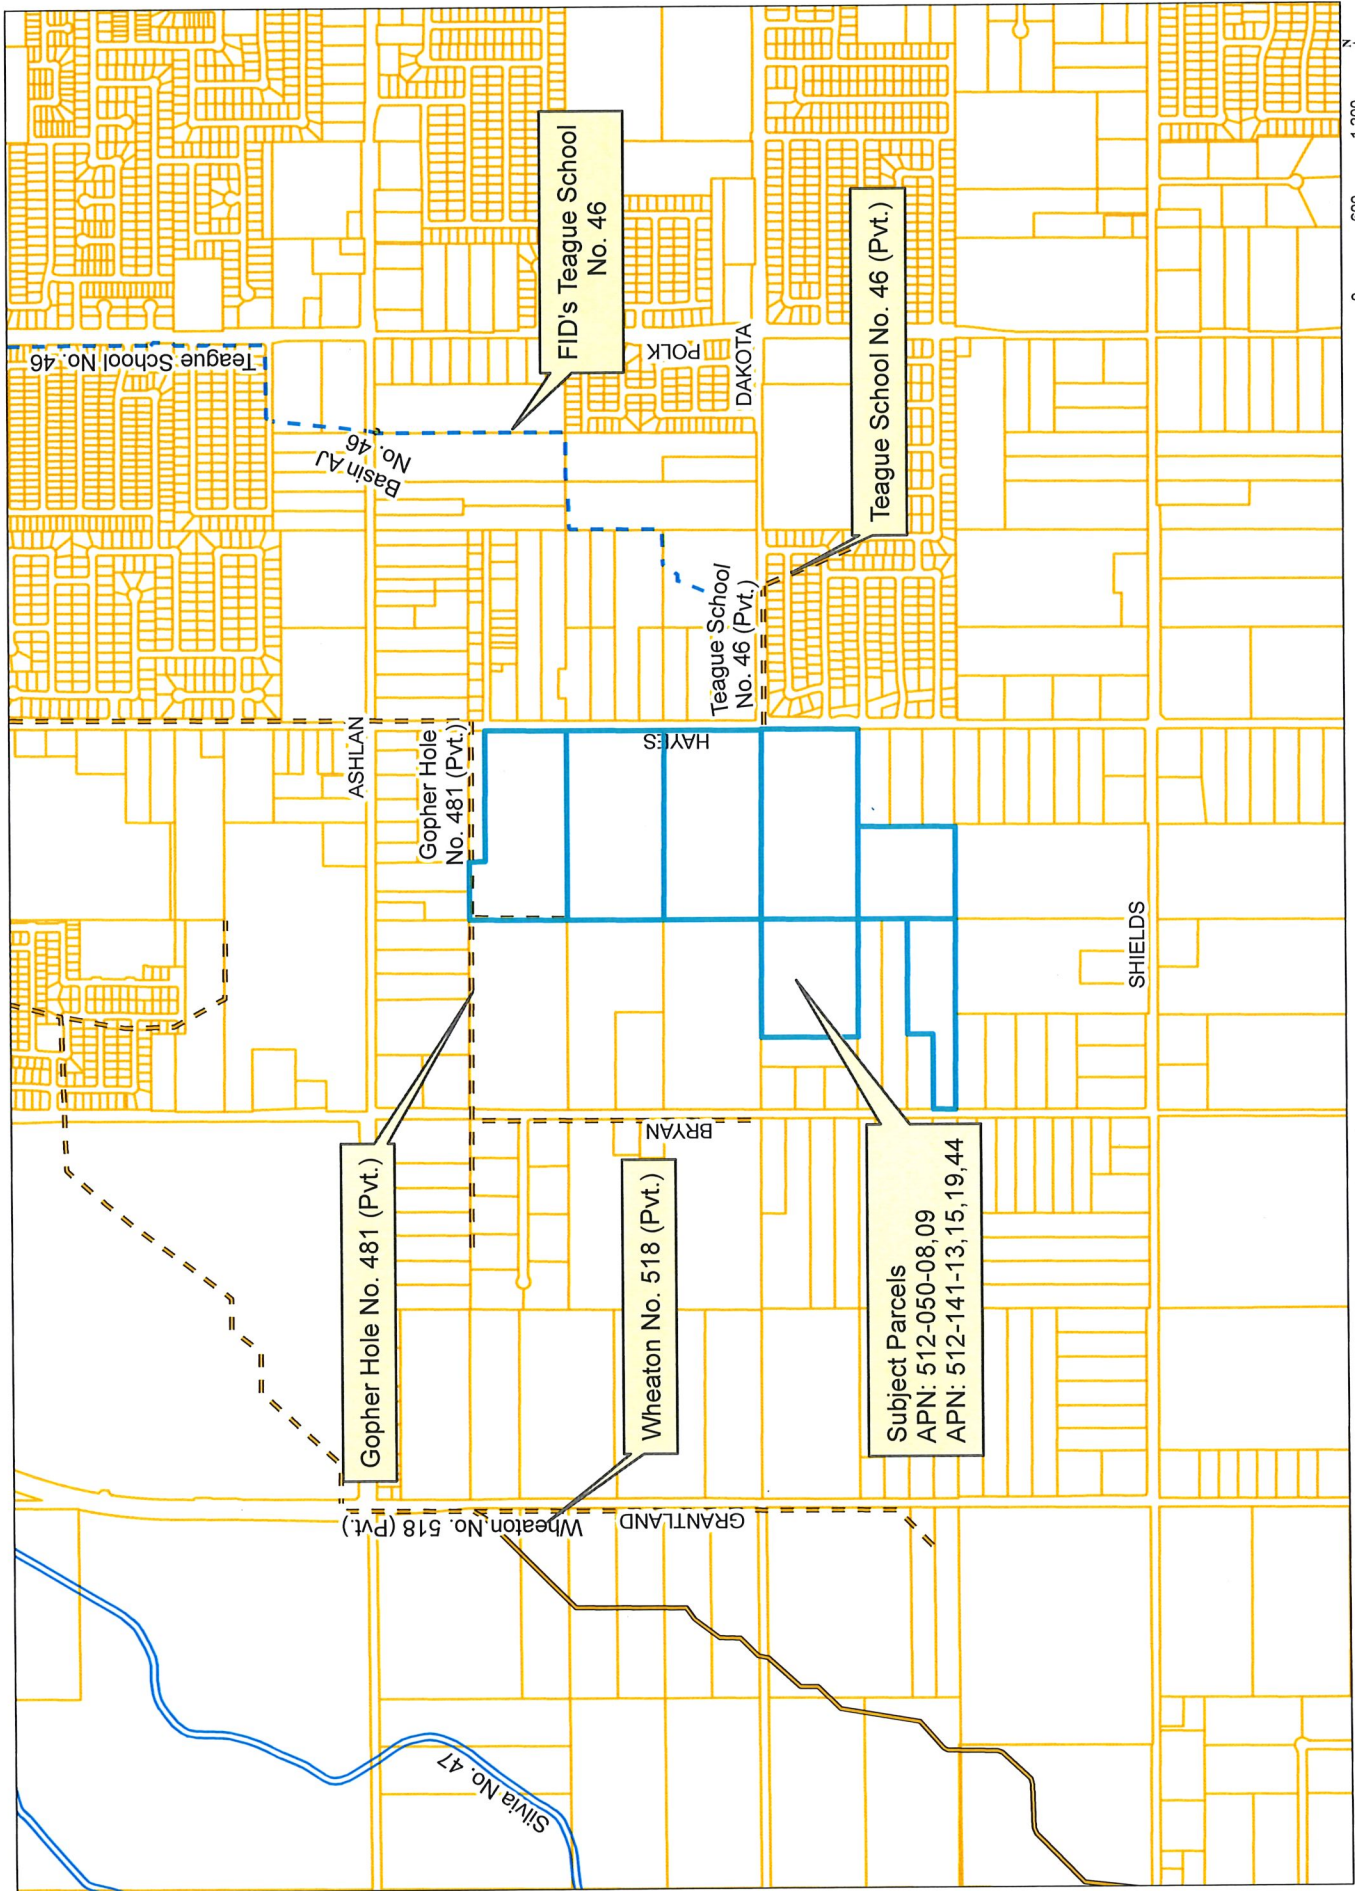 Teague School No. 46
Basin AJ
No. 46
FID's Teague School
No. 46
POLK
DAKOTA
Teague School No. 46 (Pvt.)
Teague School
No. 46 (Pvt.)
ASHLAN
Gopher Hole
No. 481 (Pvt.)
HAYES
SHIELDS
Gopher Hole No. 481 (Pvt.)
BRYAN
Wheaton No. 518 (Pvt.)
Subject Parcels
APN: 512-050-08,09
APN: 512-141-13,15,19,44
Wheaton No. 518 (Pvt.)
GRANTLAND
Silvia No. 47
N